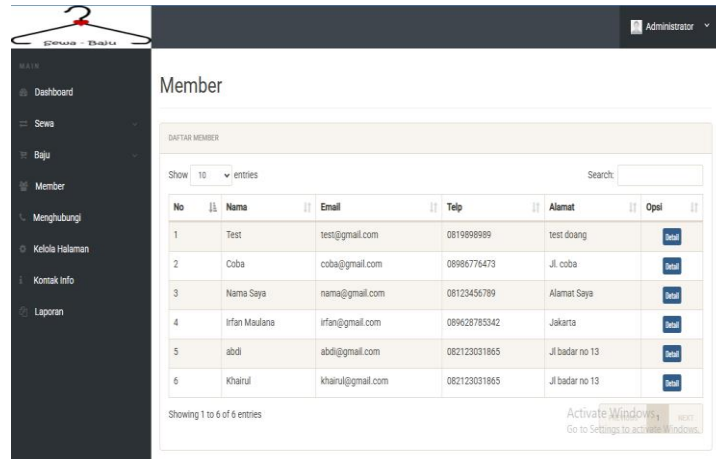 Sewa - Baju
Administrator
MAIN
Dashboard
Sewa
Baju
Member
Menghubungi
Kelola Halaman
Kontak Info
Laporan
Member
DAFTAR MEMBER
Show 10 entries
Search:
No Nama Email Telp Alamat Opsi
1 Test test@gmail.com 0819898989 test doang Detail
2 Coba coba@gmail.com 08986776473 Jl. coba Detail
3 Nama Saya nama@gmail.com 08123456789 Alamat Saya Detail
4 Irfan Maulana irfan@gmail.com 089628785342 Jakarta Detail
5 abdi abdi@gmail.com 082123031865 Jl badar no 13 Detail
6 Khairul khairul@gmail.com 082123031865 Jl badar no 13 Detail
Showing 1 to 6 of 6 entries
1 NEXT
Activate Windows
Go to Settings to activate Windows.